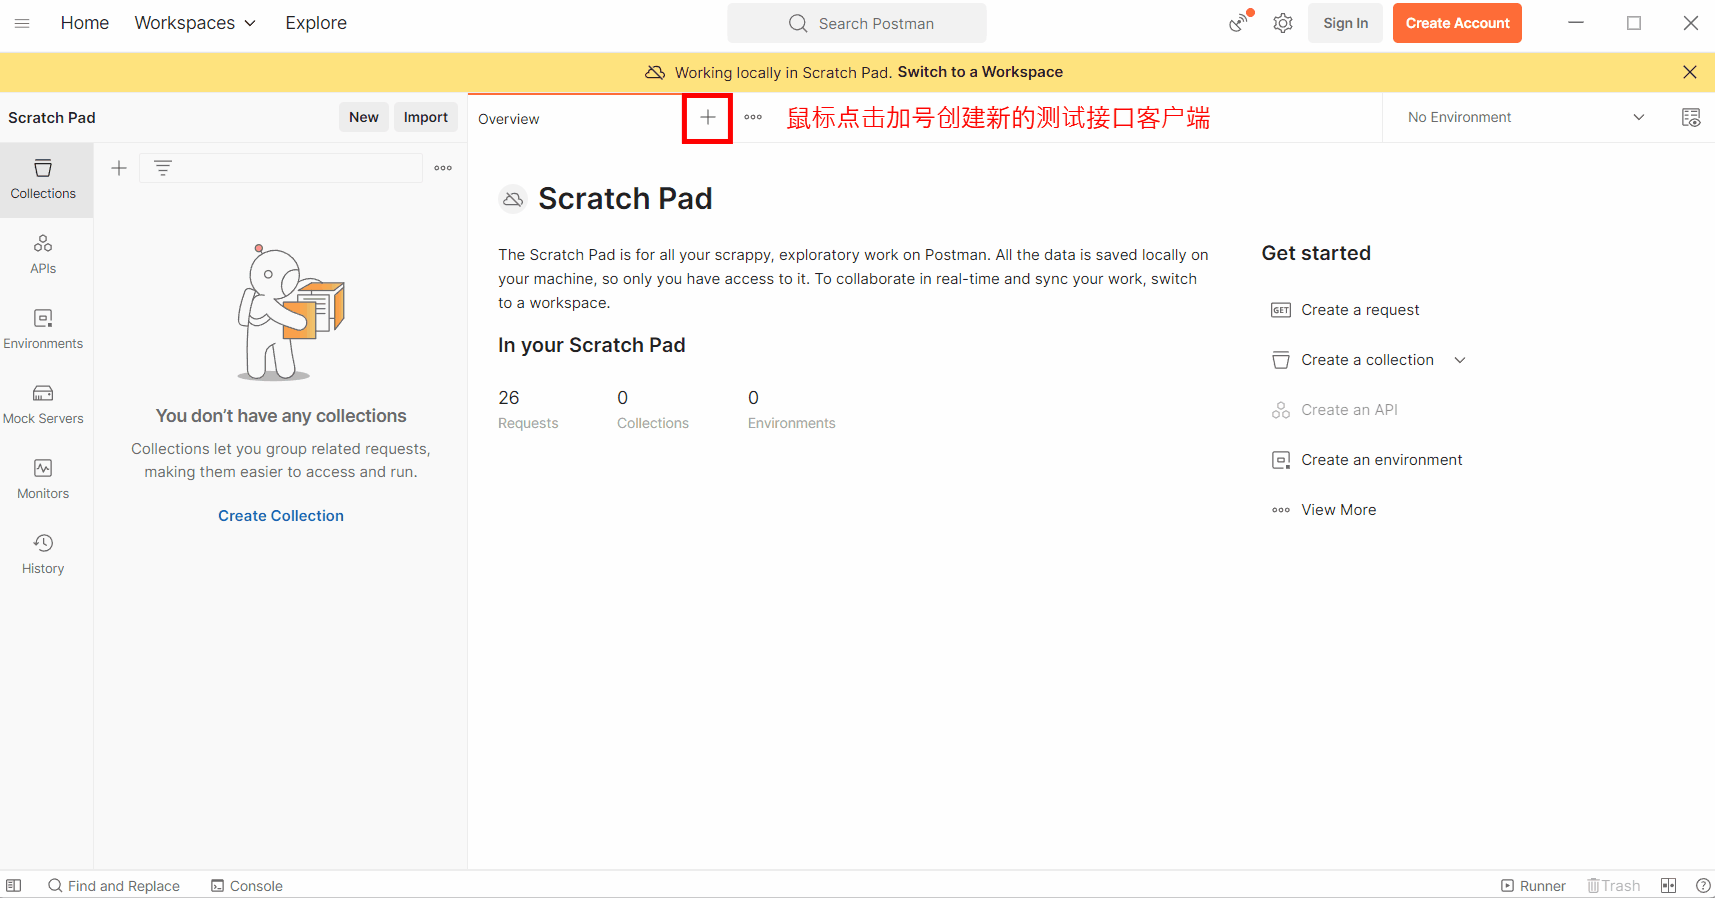 Home Workspaces Explore Search Postman Sign In Create Account
Working locally in Scratch Pad. Switch to a Workspace
Scratch Pad New Import Overview 鼠标点击加号创建新的测试接口客户端 No Environment
Collections
APIs
Environments
Mock Servers
Monitors
History
You don't have any collections
Collections let you group related requests,
making them easier to access and run.
Create Collection
Scratch Pad
The Scratch Pad is for all your scrappy, exploratory work on Postman. All the data is saved locally on
your machine, so only you have access to it. To collaborate in real-time and sync your work, switch
to a workspace.
In your Scratch Pad
26 0 0
Requests Collections Environments
Get started
GET Create a request
Create a collection
Create an API
Create an environment
View More
Find and Replace Console Runner Trash